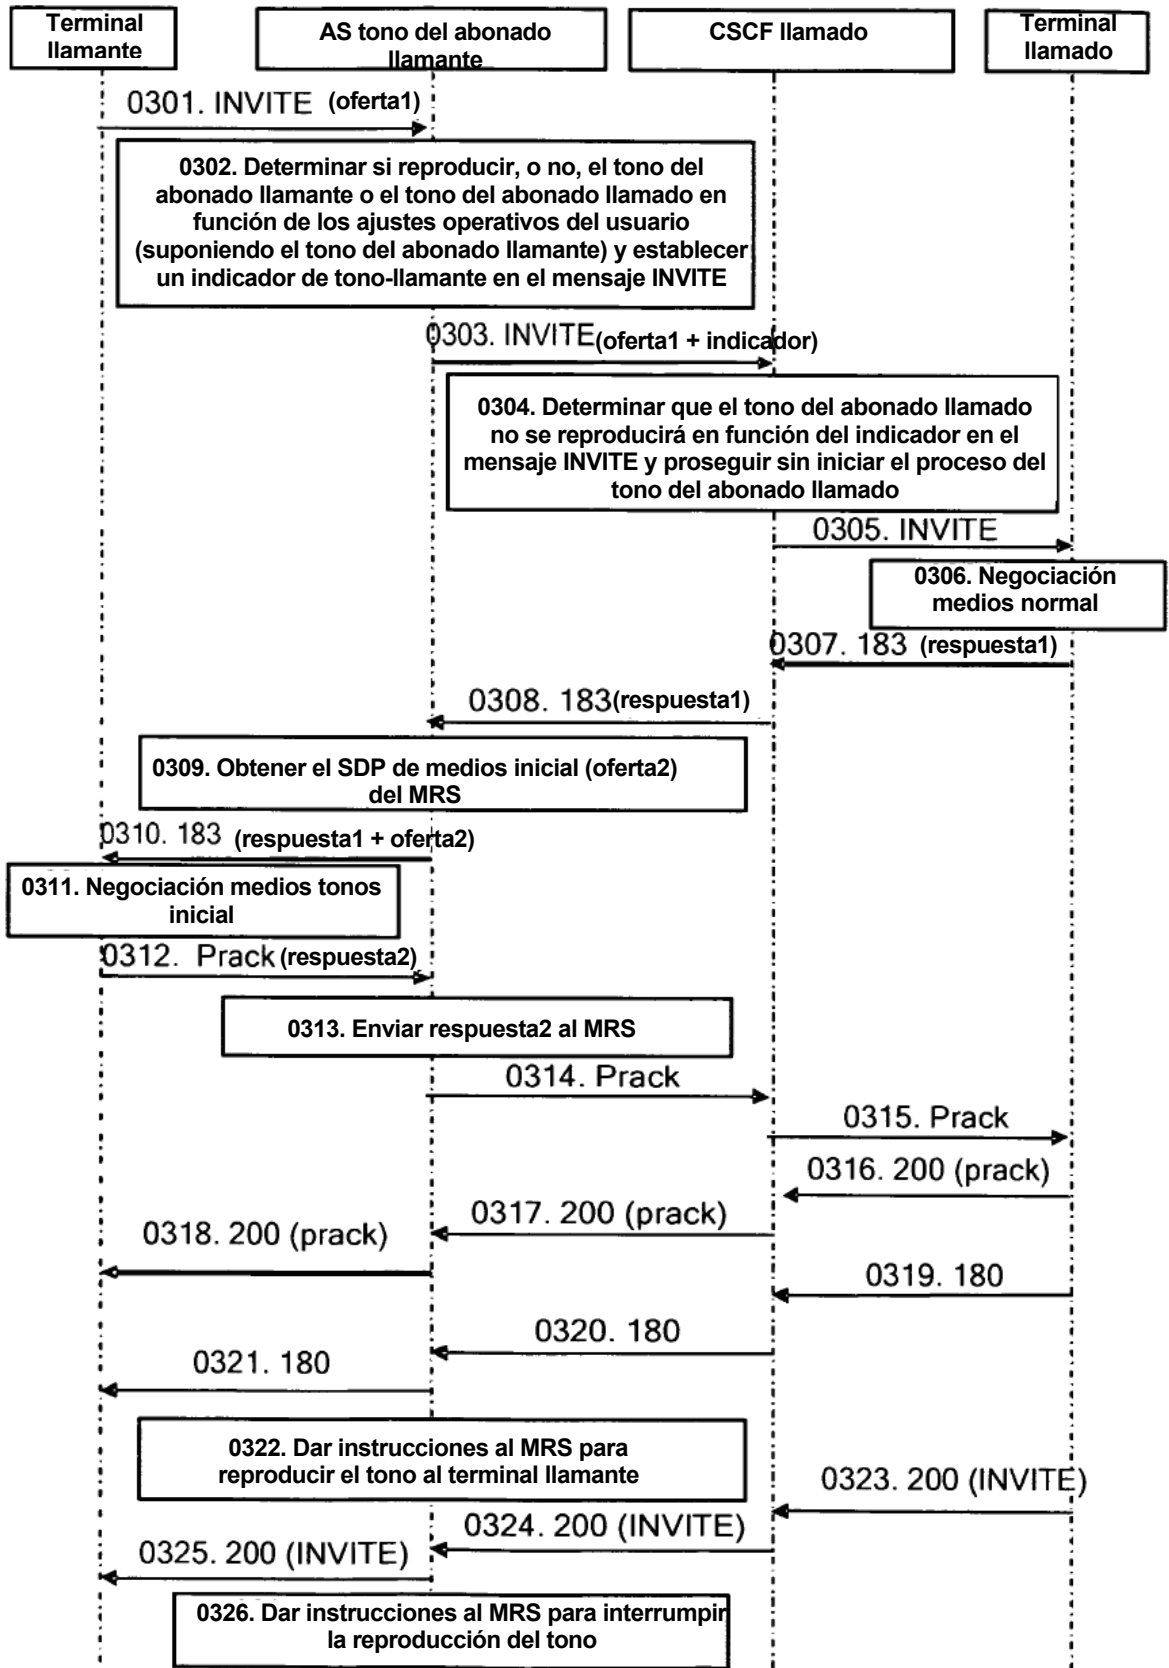 Terminal
llamante
AS tono del abonado
llamante
CSCF llamado
Terminal
llamado
0301. INVITE (oferta1)
0302. Determinar si reproducir, o no, el tono del
abonado llamante o el tono del abonado llamado en
función de los ajustes operativos del usuario
(suponiendo el tono del abonado llamante) y establecer
un indicador de tono-llamante en el mensaje INVITE
0303. INVITE(oferta1 + indicador)
0304. Determinar que el tono del abonado llamado
no se reproducirá en función del indicador en el
mensaje INVITE y proseguir sin iniciar el proceso del
tono del abonado llamado
0305. INVITE
0306. Negociación
medios normal
0307. 183 (respuesta1)
0308. 183(respuesta1)
0309. Obtener el SDP de medios inicial (oferta2)
del MRS
0310. 183 (respuesta1 + oferta2)
0311. Negociación medios tonos
inicial
0312. Prack (respuesta2)
0313. Enviar respuesta2 al MRS
0314. Prack
0315. Prack
0316. 200 (prack)
0317. 200 (prack)
0318. 200 (prack)
0319. 180
0320. 180
0321. 180
0322. Dar instrucciones al MRS para
reproducir el tono al terminal llamante
0323. 200 (INVITE)
0324. 200 (INVITE)
0325. 200 (INVITE)
0326. Dar instrucciones al MRS para interrumpir
la reproducción del tono